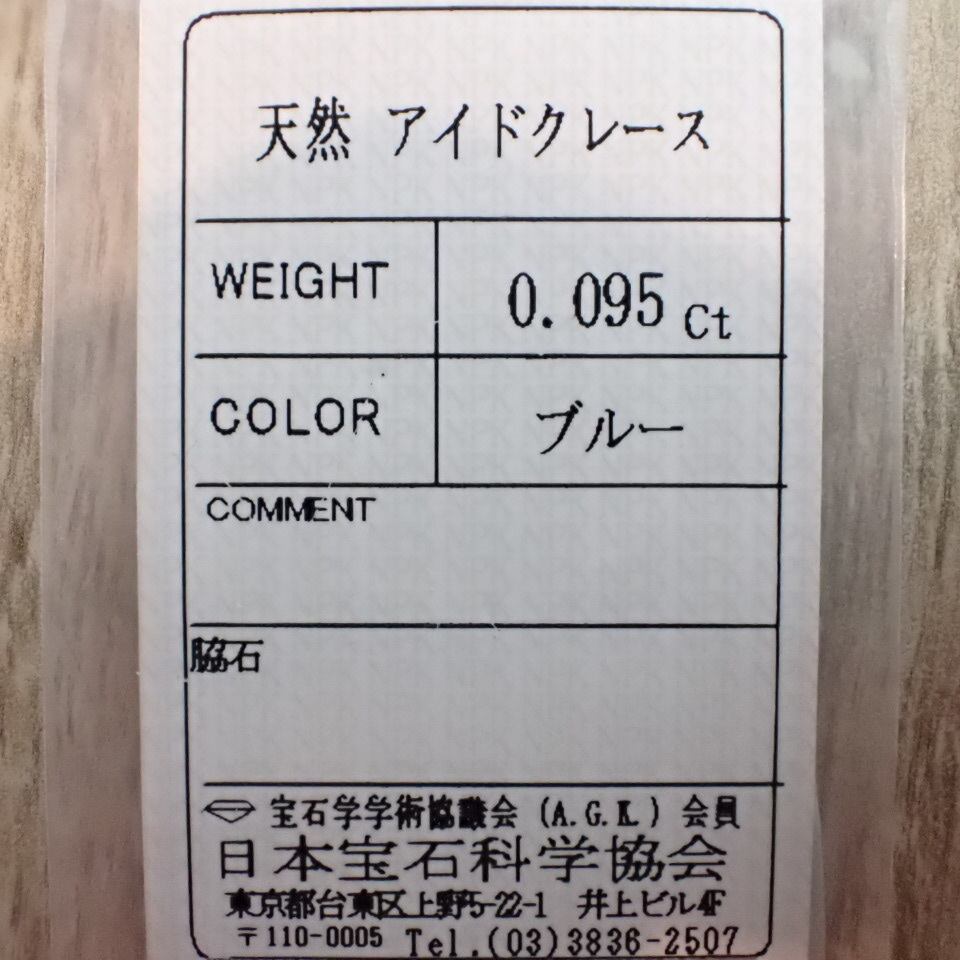 天然 アイドクレース
WEIGHT 0.095 Ct
COLOR ブルー
COMMENT
脇石
宝石学学術協議会 (A.G.K.) 会員
日本宝石科学協会
東京都台東区上野5-22-1 井上ビル4F
〒110-0005 Tel.(03)3836-2507